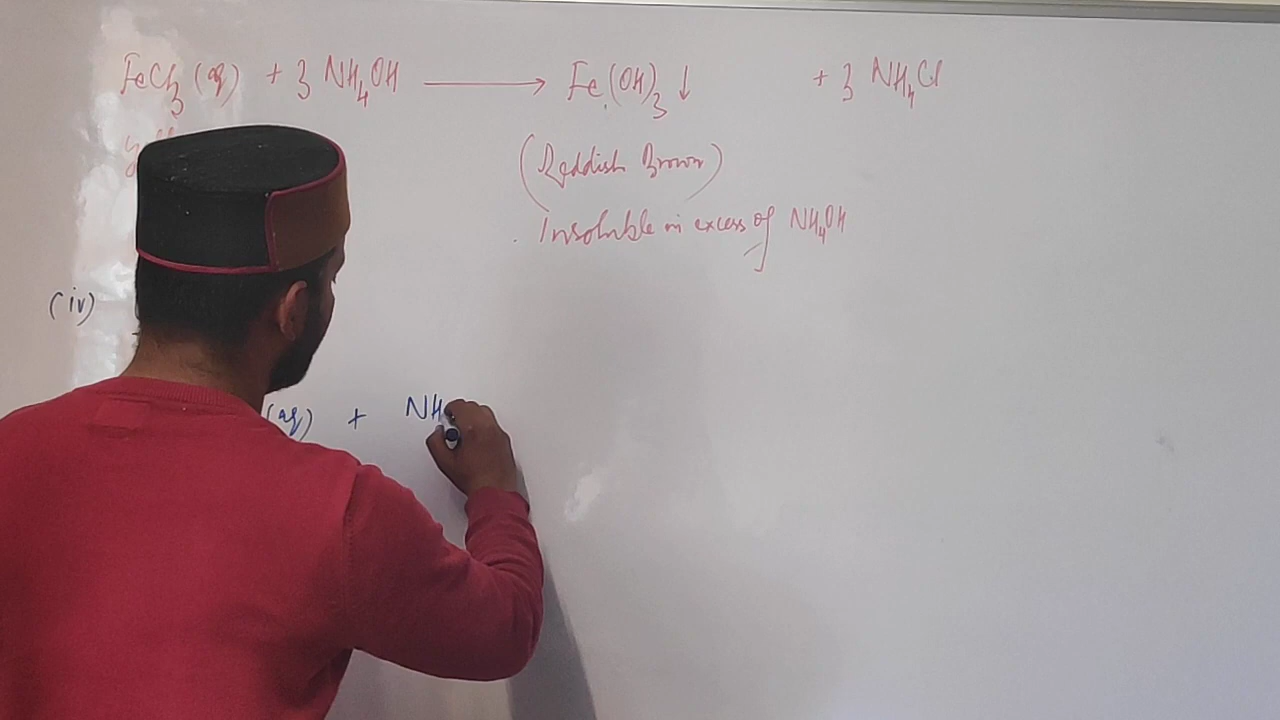 FeCl₃ (aq) + 3 NH₄OH ⟶ Fe(OH)₃ ↓ + 3 NH₄Cl
(Reddish Brown)
Insoluble in excess of NH₄OH
(iv)
(aq) + NH